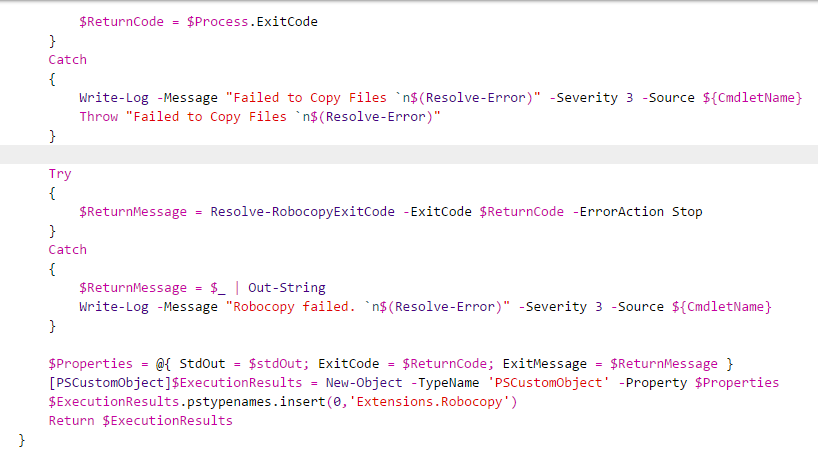 $ReturnCode = $Process.ExitCode
}
Catch
{
Write-Log -Message "Failed to Copy Files `n$(Resolve-Error)" -Severity 3 -Source ${CmdletName}
Throw "Failed to Copy Files `n$(Resolve-Error)"
}
Try
{
$ReturnMessage = Resolve-RobocopyExitCode -ExitCode $ReturnCode -ErrorAction Stop
}
Catch
{
$ReturnMessage = $_ | Out-String
Write-Log -Message "Robocopy failed. `n$(Resolve-Error)" -Severity 3 -Source ${CmdletName}
}
$Properties = @{ StdOut = $stdOut; ExitCode = $ReturnCode; ExitMessage = $ReturnMessage }
[PSCustomObject]$ExecutionResults = New-Object -TypeName 'PSCustomObject' -Property $Properties
$ExecutionResults.pstypenames.insert(0,'Extensions.Robocopy')
Return $ExecutionResults
}